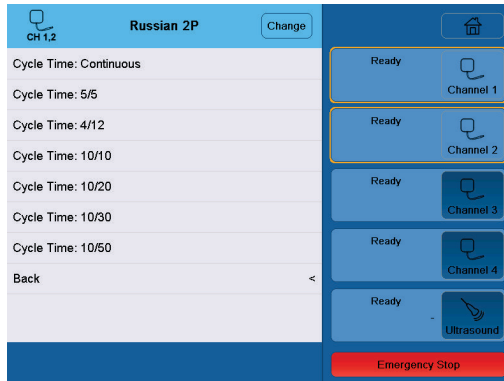 CH 1,2
Russian 2P
Change
Cycle Time: Continuous
Cycle Time: 5/5
Cycle Time: 4/12
Cycle Time: 10/10
Cycle Time: 10/20
Cycle Time: 10/30
Cycle Time: 10/50
Back <
Ready
Channel 1
Ready
Channel 2
Ready
Channel 3
Ready
Channel 4
Ready
-
Ultrasound
Emergency Stop